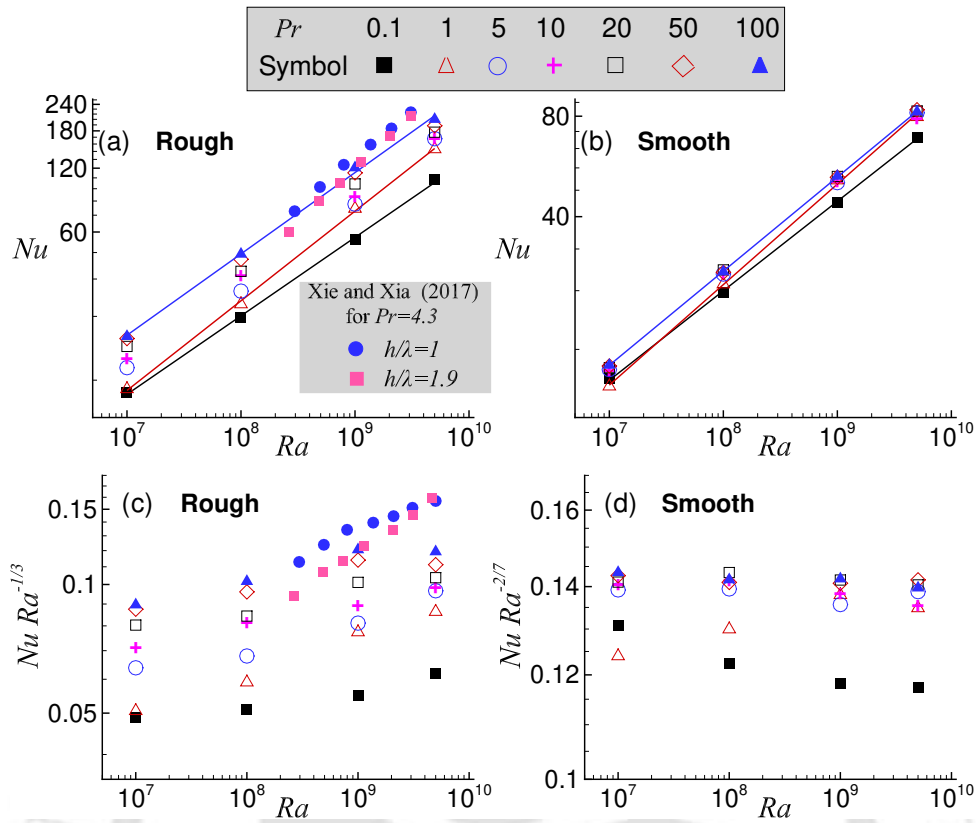 Pr 0.1 1 5 10 20 50 100
Symbol
(a) Rough
240
180
120
60
Nu
Xie and Xia (2017)
for Pr=4.3
h/λ=1
h/λ=1.9
10^7 10^8 10^9 10^10
Ra
(b) Smooth
80
40
Nu
10^7 10^8 10^9 10^10
Ra
(c) Rough
0.15
0.1
0.05
Nu Ra^-1/3
10^7 10^8 10^9 10^10
Ra
(d) Smooth
0.16
0.14
0.12
0.1
Nu Ra^-2/7
10^7 10^8 10^9 10^10
Ra